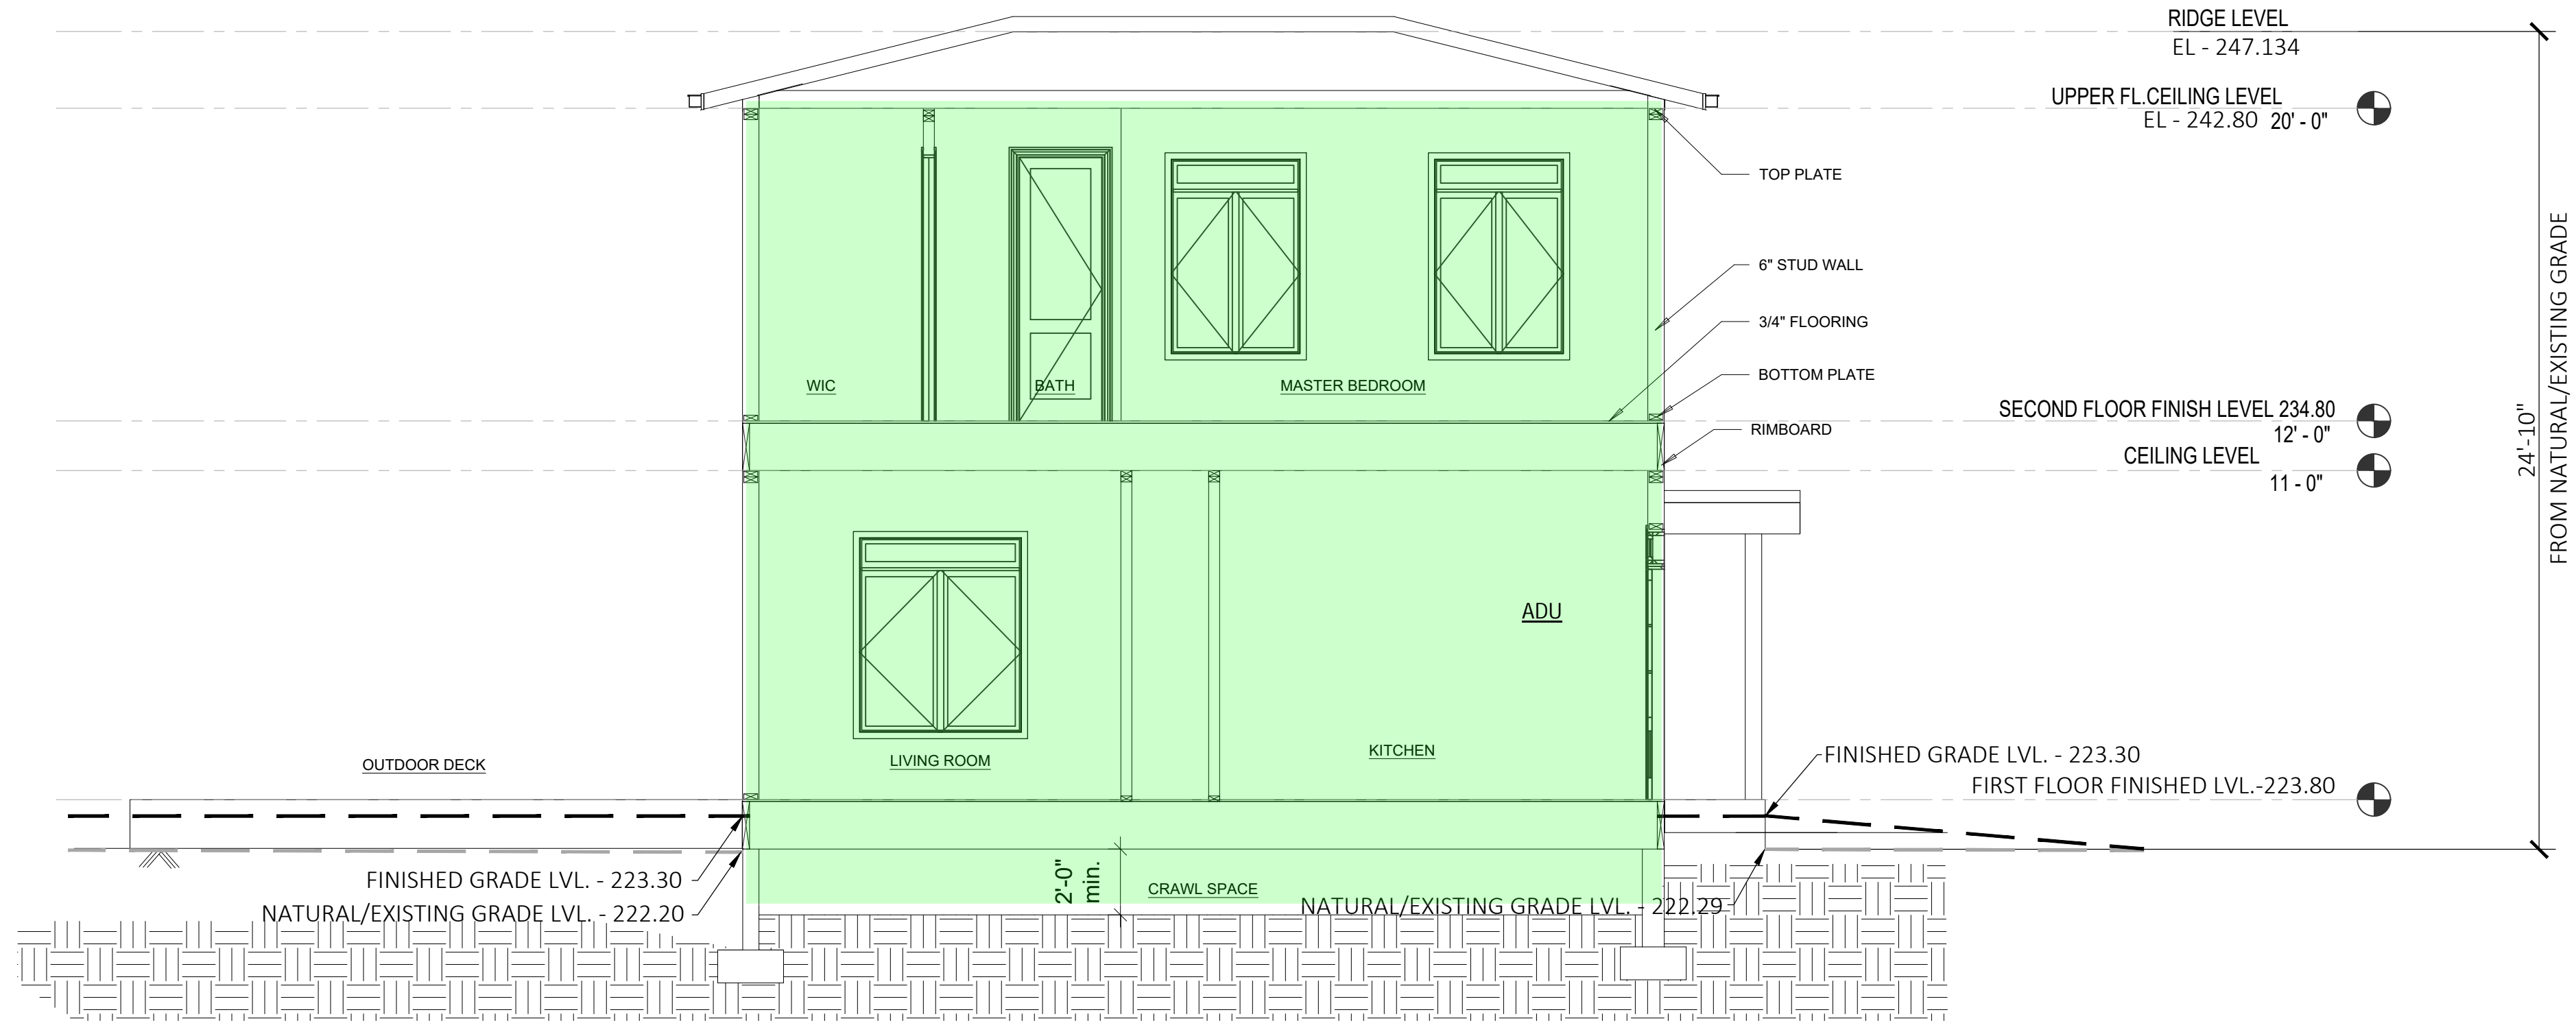 RIDGE LEVEL
EL - 247.134
UPPER FL.CEILING LEVEL
EL - 242.80 20' - 0"
TOP PLATE
6" STUD WALL
3/4" FLOORING
BOTTOM PLATE
RIMBOARD
WIC
BATH
MASTER BEDROOM
SECOND FLOOR FINISH LEVEL 234.80
12' - 0"
CEILING LEVEL
11 - 0"
24'-10"
FROM NATURAL/EXISTING GRADE
ADU
LIVING ROOM
KITCHEN
OUTDOOR DECK
FINISHED GRADE LVL. - 223.30
FIRST FLOOR FINISHED LVL.-223.80
FINISHED GRADE LVL. - 223.30
NATURAL/EXISTING GRADE LVL. - 222.20
2'-0"
min.
CRAWL SPACE
NATURAL/EXISTING GRADE LVL. - 222.29